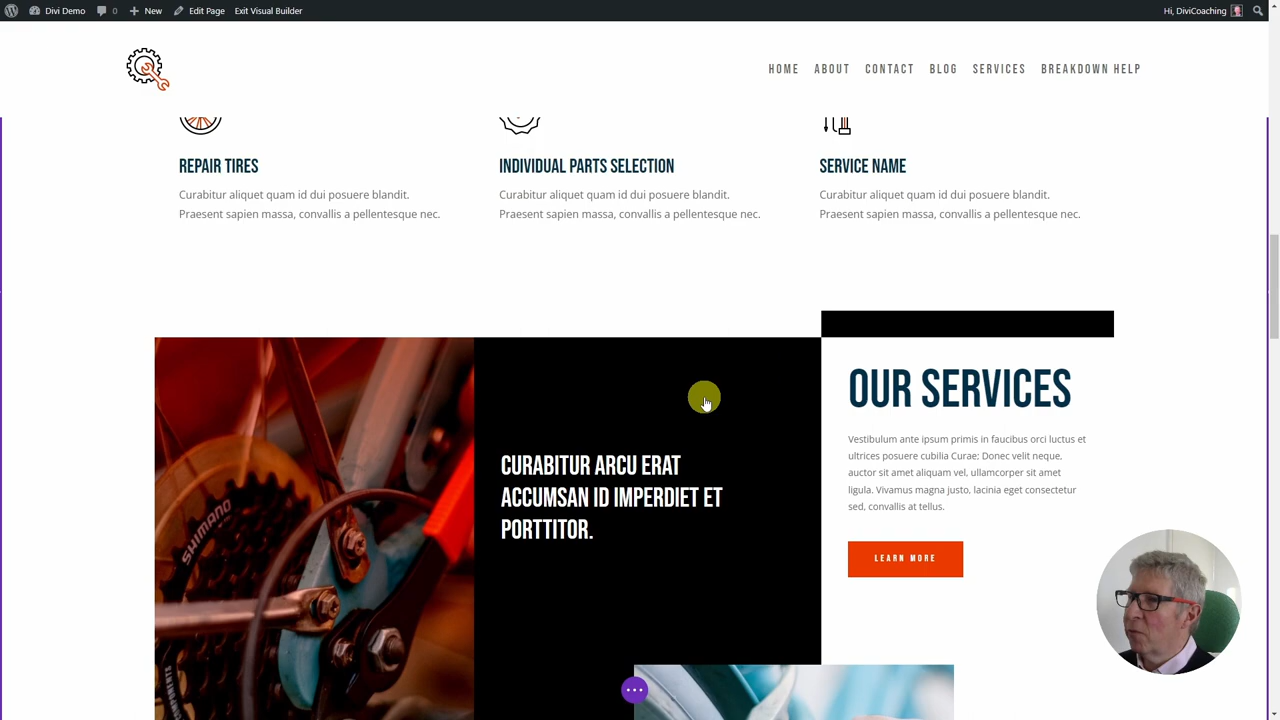 Divi Demo
0
New
Edit Page
Exit Visual Builder
Hi, DiviCoaching
HOME
ABOUT
CONTACT
BLOG
SERVICES
BREAKDOWN HELP
REPAIR TIRES
Curabitur aliquet quam id dui posuere blandit.
Praesent sapien massa, convallis a pellentesque nec.
INDIVIDUAL PARTS SELECTION
Curabitur aliquet quam id dui posuere blandit.
Praesent sapien massa, convallis a pellentesque nec.
SERVICE NAME
Curabitur aliquet quam id dui posuere blandit.
Praesent sapien massa, convallis a pellentesque nec.
SHIMANO
CURABITUR ARCU ERAT
ACCUMSAN ID IMPERDIET ET
PORTTITOR.
OUR SERVICES
Vestibulum ante ipsum primis in faucibus orci luctus et
ultrices posuere cubilia Curae; Donec velit neque,
auctor sit amet aliquam vel, ullamcorper sit amet
ligula. Vivamus magna justo, lacinia eget consectetur
sed, convallis at tellus.
LEARN MORE